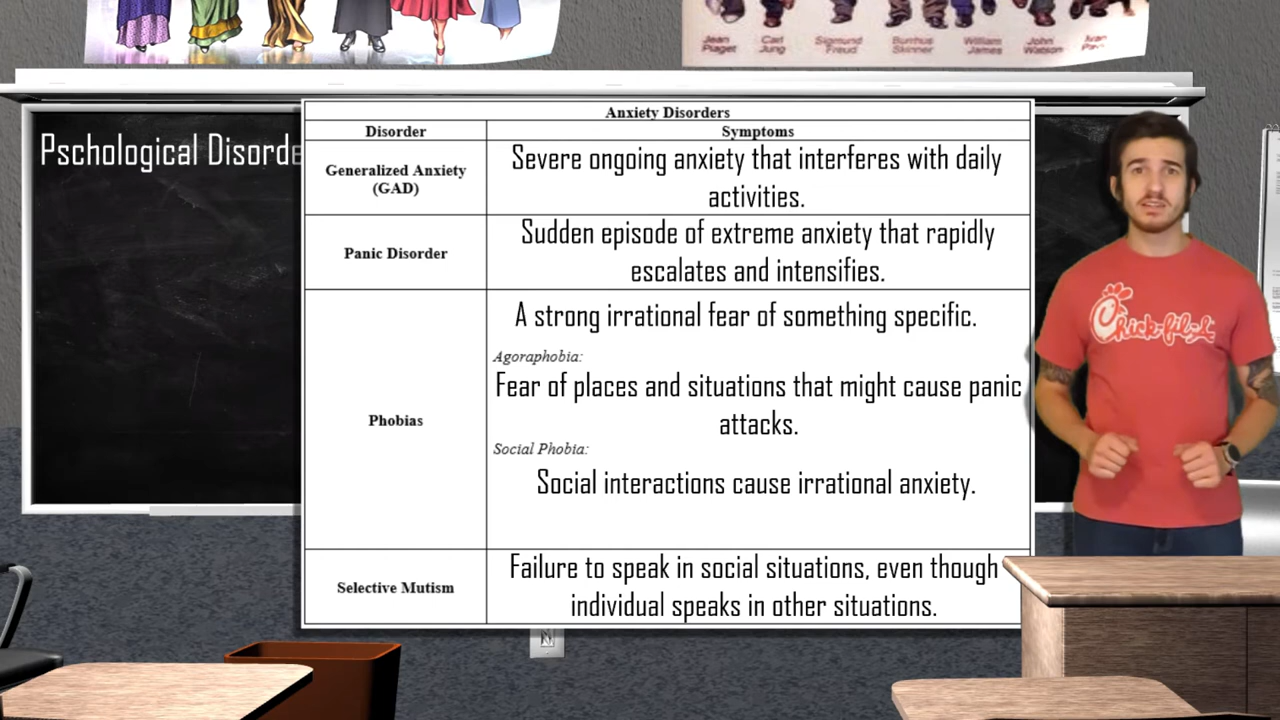 Jean Carl Sigmund Burrhus William John Ivan
Piaget Jung Freud Skinner James Watson
Pschological Disorde
Anxiety Disorders
Disorder Symptoms
Generalized Anxiety
(GAD)
Severe ongoing anxiety that interferes with daily
activities.
Panic Disorder
Sudden episode of extreme anxiety that rapidly
escalates and intensifies.
Phobias
A strong irrational fear of something specific.
Agoraphobia:
Fear of places and situations that might cause panic
attacks.
Social Phobia:
Social interactions cause irrational anxiety.
Selective Mutism
Failure to speak in social situations, even though
individual speaks in other situations.
Chick-fil-A